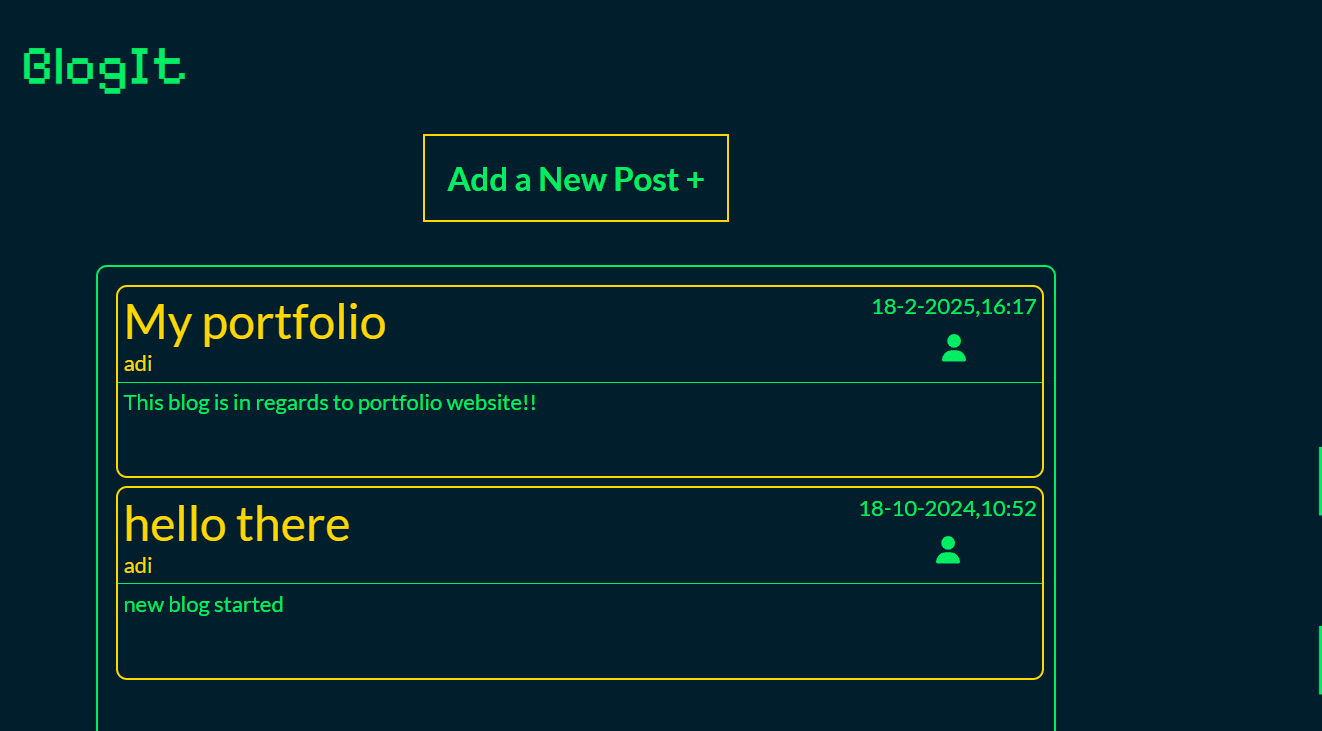 BlogIt
Add a New Post +
My portfolio
18-2-2025,16:17
adi
This blog is in regards to portfolio website!!
hello there
18-10-2024,10:52
adi
new blog started